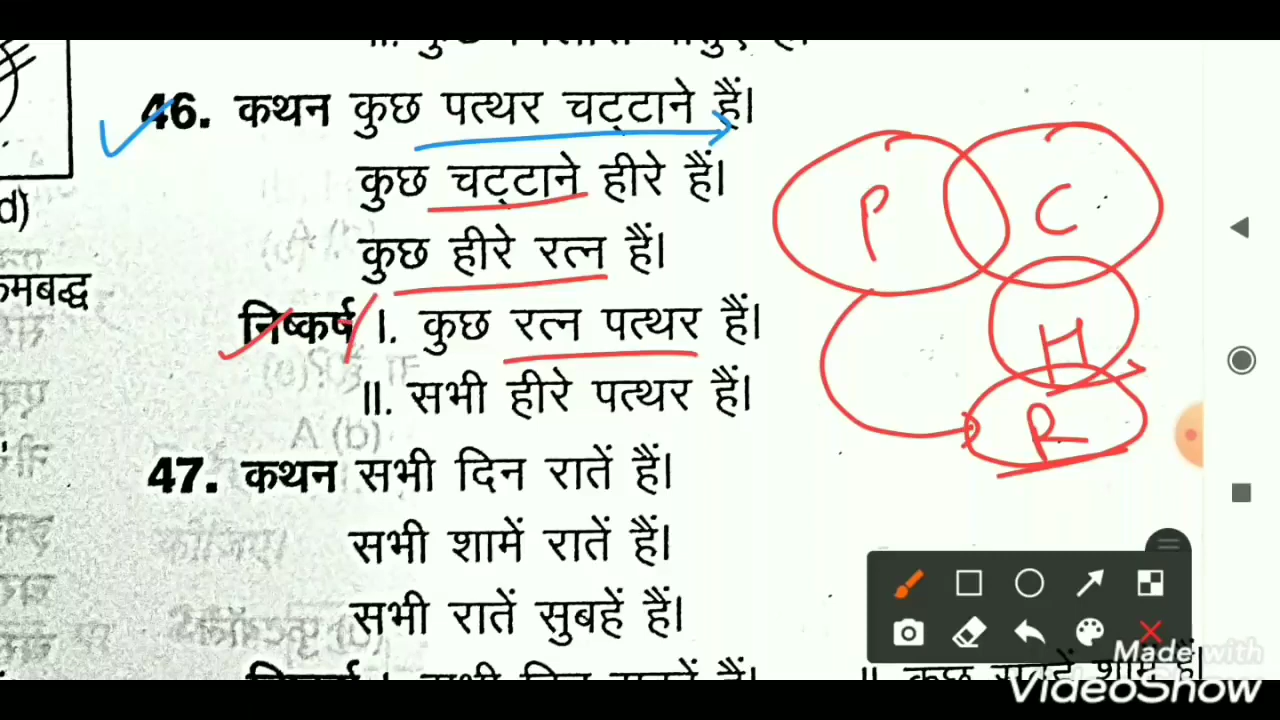 46. कथन कुछ पत्थर चट्टाने हैं।
कुछ चट्टाने हीरे हैं।
कुछ हीरे रत्न हैं।
निष्कर्ष I. कुछ रत्न पत्थर हैं।
II. सभी हीरे पत्थर हैं।
47. कथन सभी दिन रातें हैं।
सभी शामें रातें हैं।
सभी रातें सुबहें हैं।
d)
P
C
H
R
A (b)
Made with
VideoShow